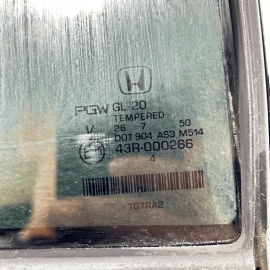 PGW GL-20
TEMPERED
V 26 7 50
DOT 904 AS3 M514
43R-000266
4
TG7RA2